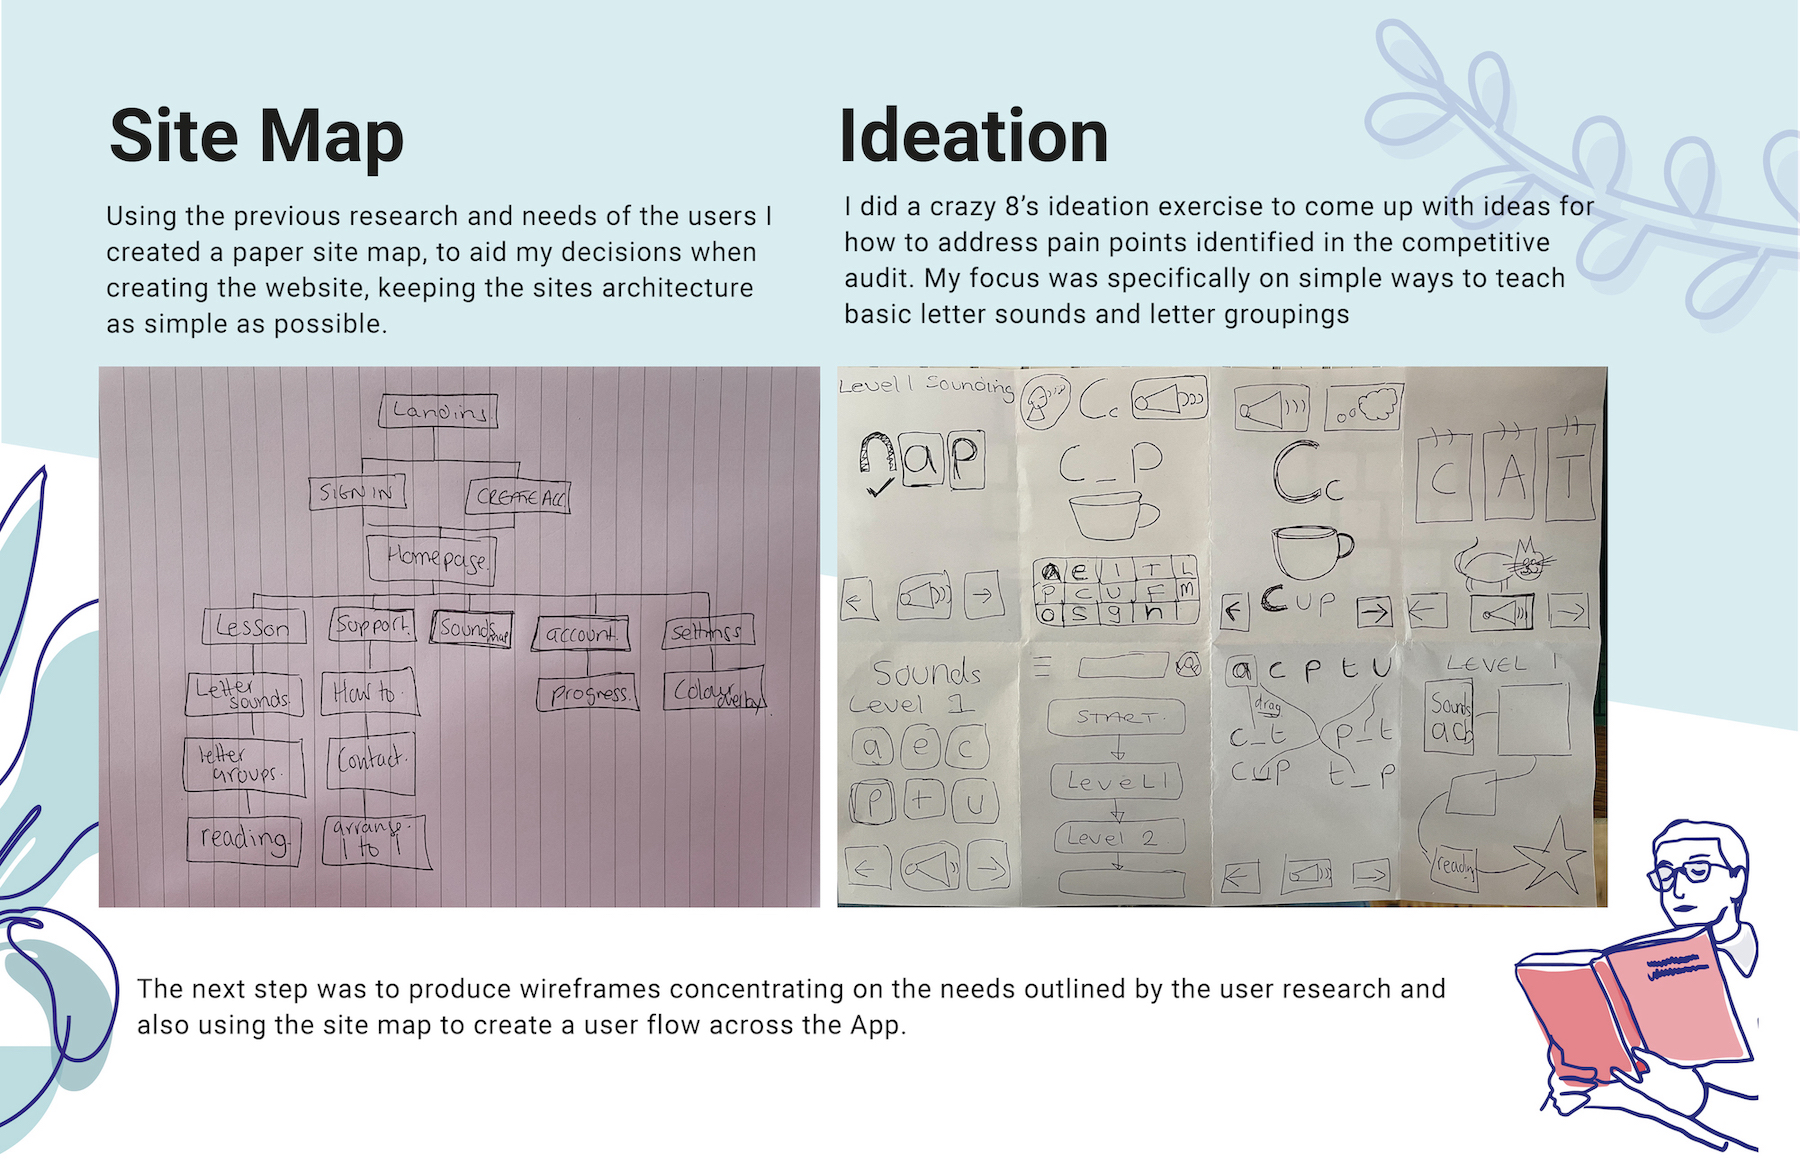 Site Map
Using the previous research and needs of the users I
created a paper site map, to aid my decisions when
creating the website, keeping the sites architecture
as simple as possible.
Landing
SIGN IN
CREATE ACC
Homepage
Lesson
Support
Sounds
account
settings
Letter
sounds
How to
progress
Colour
overlay
letter
groups
Contact
reading
arrange
1 to 1
Ideation
I did a crazy 8's ideation exercise to come up with ideas for
how to address pain points identified in the competitive
audit. My focus was specifically on simple ways to teach
basic letter sounds and letter groupings
Level 1 Sounding
nap
Cc
C_P
a e i T L
P C U F m
o s g n
Cc
CUP
C A T
Sounds
Level 1
a e c
p t u
START
Level 1
Level 2
a c p t u
drag
c_t p_t
cup t_p
LEVEL 1
Sounds
acb
The next step was to produce wireframes concentrating on the needs outlined by the user research and
also using the site map to create a user flow across the App.